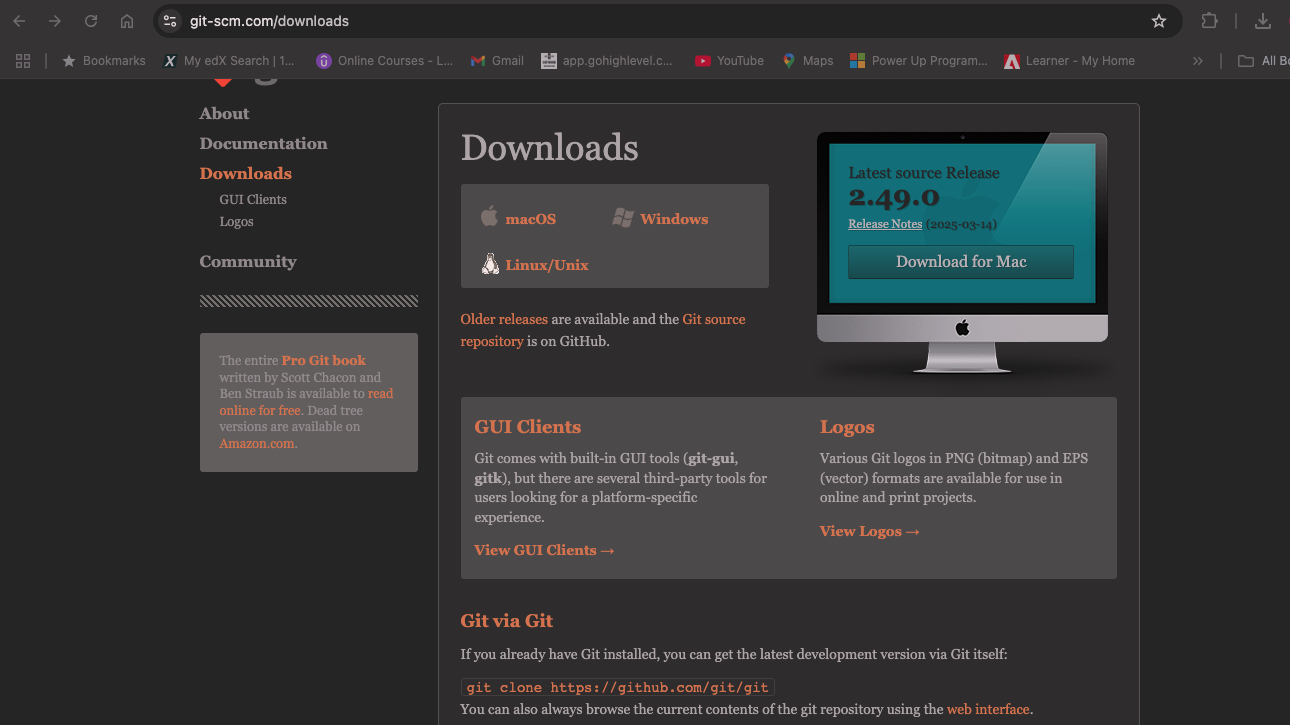 git-scm.com/downloads
Bookmarks
My edX Search | 1...
Online Courses - L...
Gmail
app.gohighlevel.c...
YouTube
Maps
Power Up Program...
Learner - My Home
»
All Bo
About
Documentation
Downloads
GUI Clients
Logos
Community
The entire Pro Git book
written by Scott Chacon and
Ben Straub is available to read
online for free. Dead tree
versions are available on
Amazon.com.
Downloads
macOS
Windows
Linux/Unix
Older releases are available and the Git source
repository is on GitHub.
Latest source Release
2.49.0
Release Notes (2025-03-14)
Download for Mac
GUI Clients
Git comes with built-in GUI tools (git-gui,
gitk), but there are several third-party tools for
users looking for a platform-specific
experience.
View GUI Clients →
Logos
Various Git logos in PNG (bitmap) and EPS
(vector) formats are available for use in
online and print projects.
View Logos →
Git via Git
If you already have Git installed, you can get the latest development version via Git itself:
git clone https://github.com/git/git
You can also always browse the current contents of the git repository using the web interface.